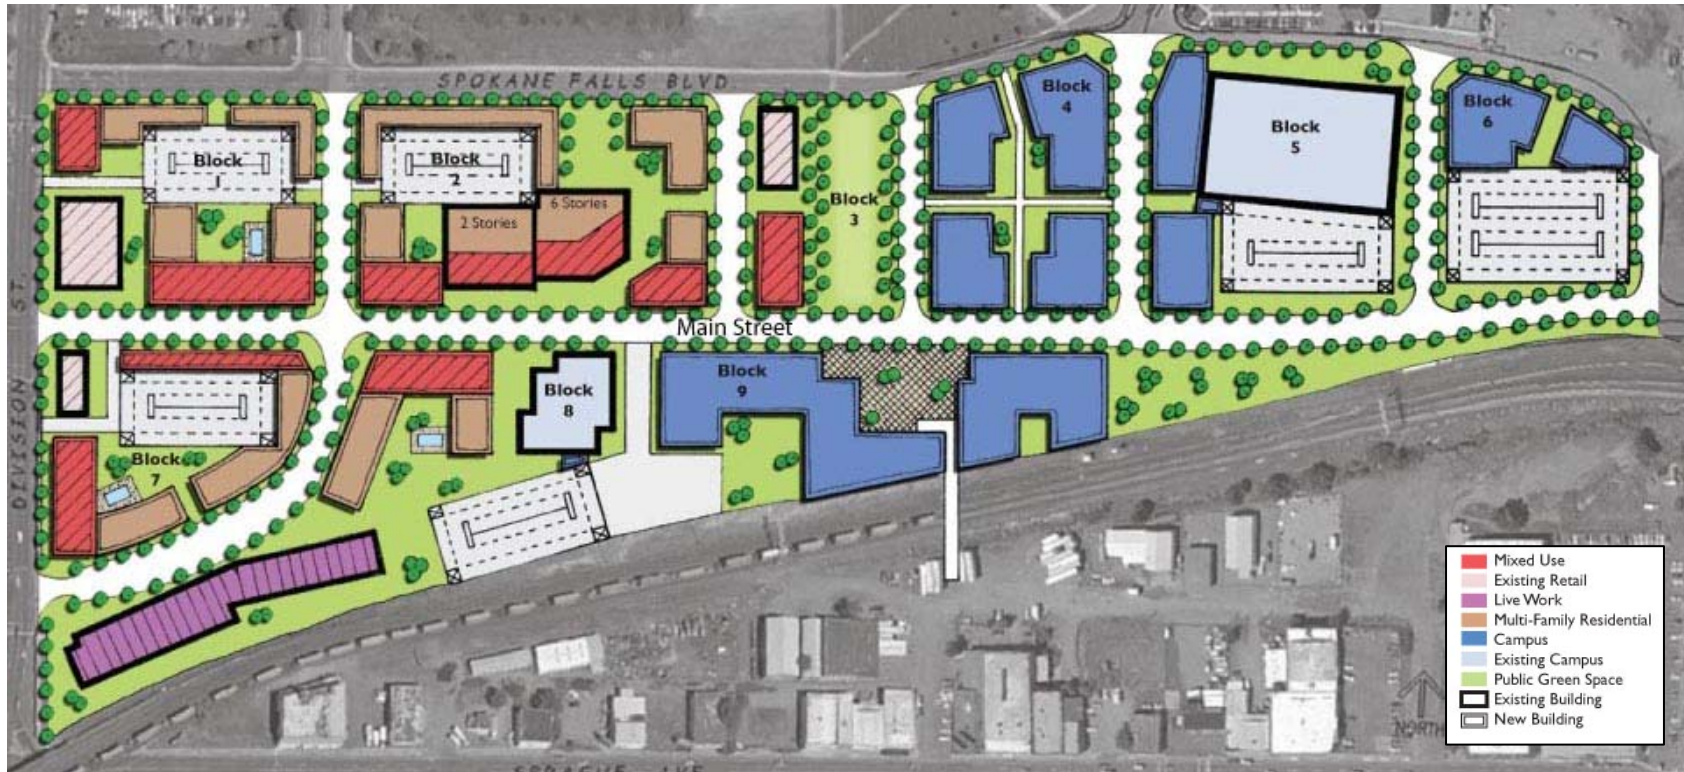 SPOKANE FALLS BLVD
Block
1
Block
2
2 Stories
6 Stories
Block
3
Block
4
Block
5
Block
6
Main Street
DIVISION ST.
Block
7
Block
8
Block
9
Mixed Use
Existing Retail
Live Work
Multi-Family Residential
Campus
Existing Campus
Public Green Space
Existing Building
New Building
NORTH
SPRAGUE AVE